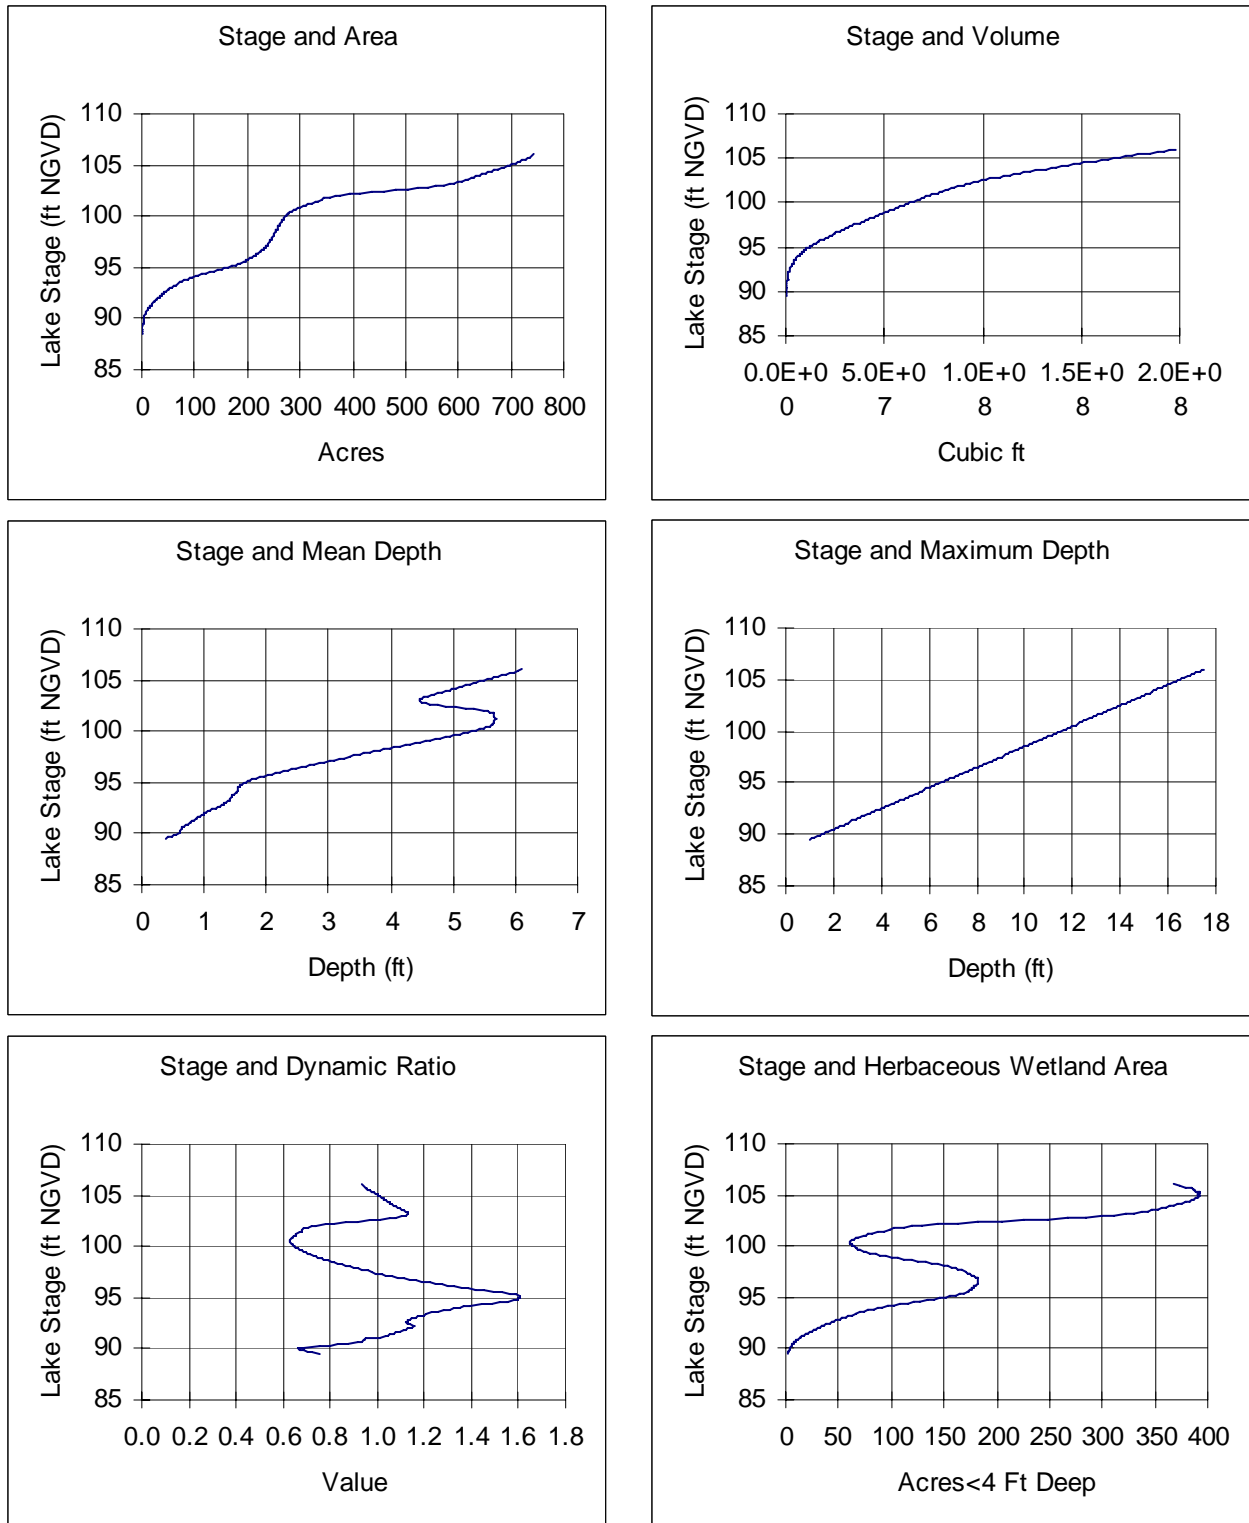 Stage and Area
Lake Stage (ft NGVD)
110
105
100
95
90
85
0 100 200 300 400 500 600 700 800
Acres
Stage and Volume
Lake Stage (ft NGVD)
110
105
100
95
90
85
0.0E+0 5.0E+0 1.0E+0 1.5E+0 2.0E+0
0 7 8 8 8
Cubic ft
Stage and Mean Depth
Lake Stage (ft NGVD)
110
105
100
95
90
85
0 1 2 3 4 5 6 7
Depth (ft)
Stage and Maximum Depth
Lake Stage (ft NGVD)
110
105
100
95
90
85
0 2 4 6 8 10 12 14 16 18
Depth (ft)
Stage and Dynamic Ratio
Lake Stage (ft NGVD)
110
105
100
95
90
85
0.0 0.2 0.4 0.6 0.8 1.0 1.2 1.4 1.6 1.8
Value
Stage and Herbaceous Wetland Area
Lake Stage (ft NGVD)
110
105
100
95
90
85
0 50 100 150 200 250 300 350 400
Acres<4 Ft Deep